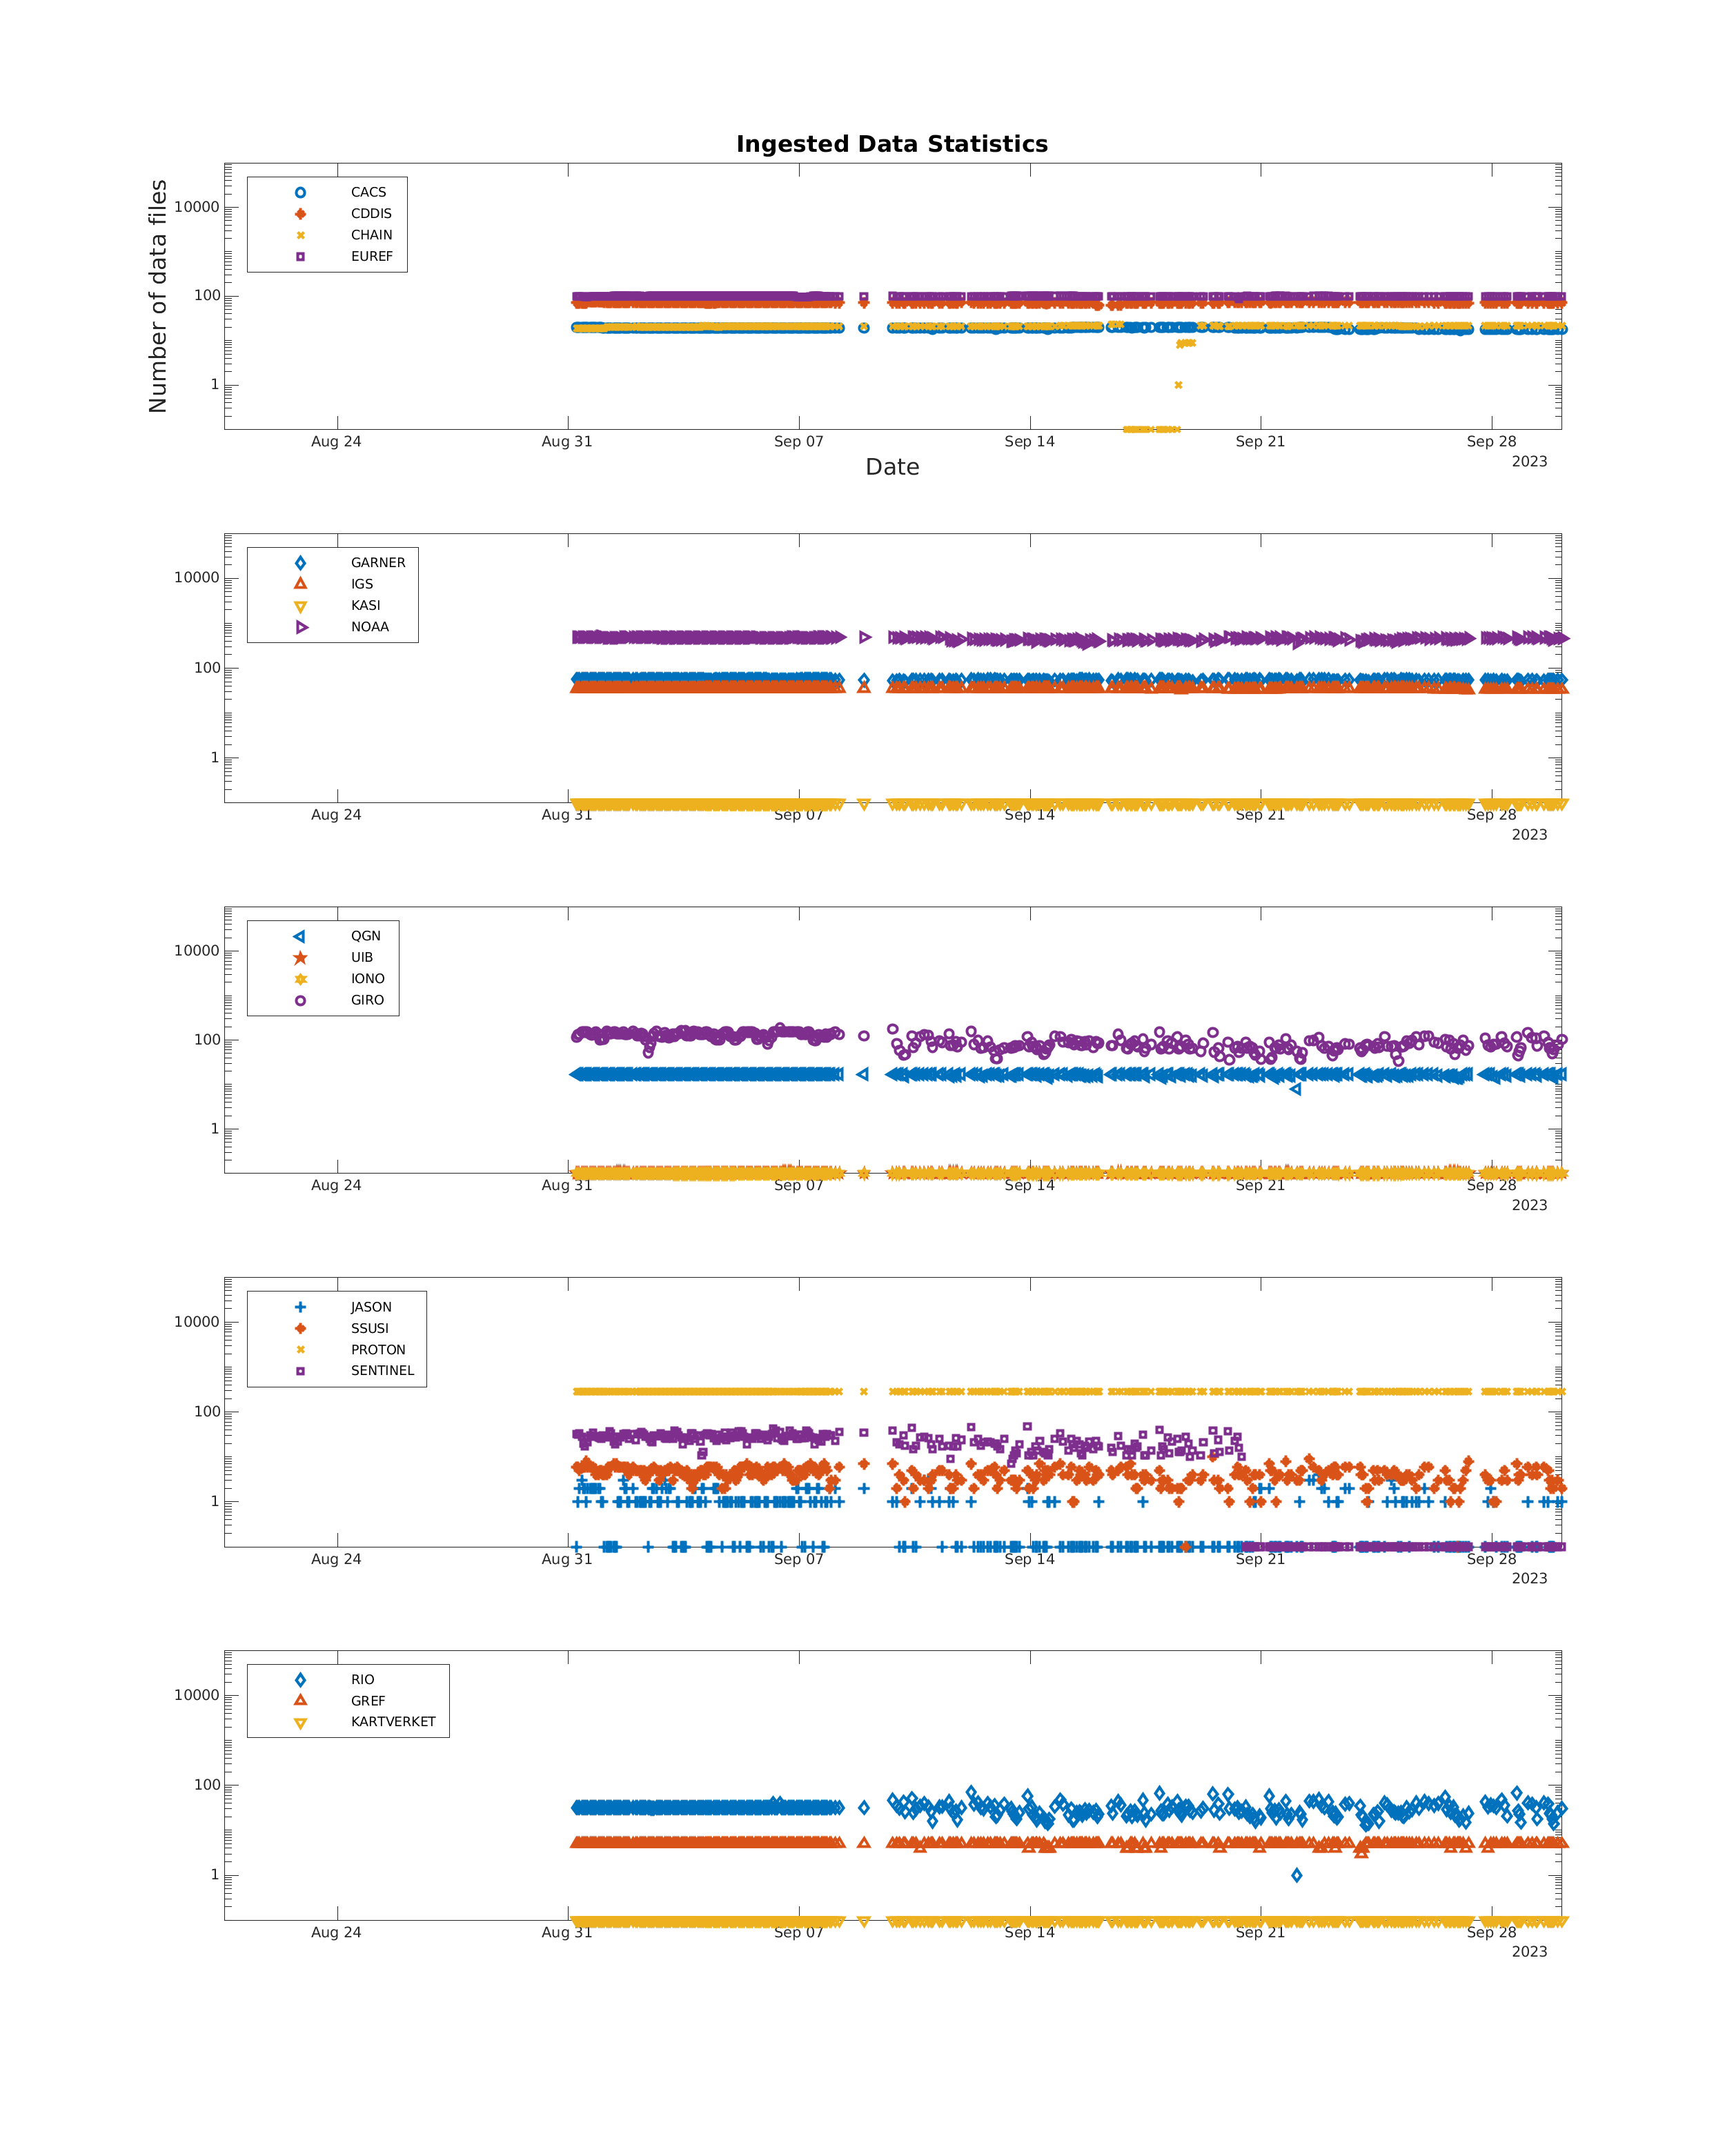 Ingested Data Statistics
Number of data files
CACS
CDDIS
CHAIN
EUREF
10000
100
1
Aug 24 Aug 31 Sep 07 Sep 14 Sep 21 Sep 28
2023
Date
GARNER
IGS
KASI
NOAA
10000
100
1
Aug 24 Aug 31 Sep 07 Sep 14 Sep 21 Sep 28
2023
QGN
UIB
IONO
GIRO
10000
100
1
Aug 24 Aug 31 Sep 07 Sep 14 Sep 21 Sep 28
2023
JASON
SSUSI
PROTON
SENTINEL
10000
100
1
Aug 24 Aug 31 Sep 07 Sep 14 Sep 21 Sep 28
2023
RIO
GREF
KARTVERKET
10000
100
1
Aug 24 Aug 31 Sep 07 Sep 14 Sep 21 Sep 28
2023